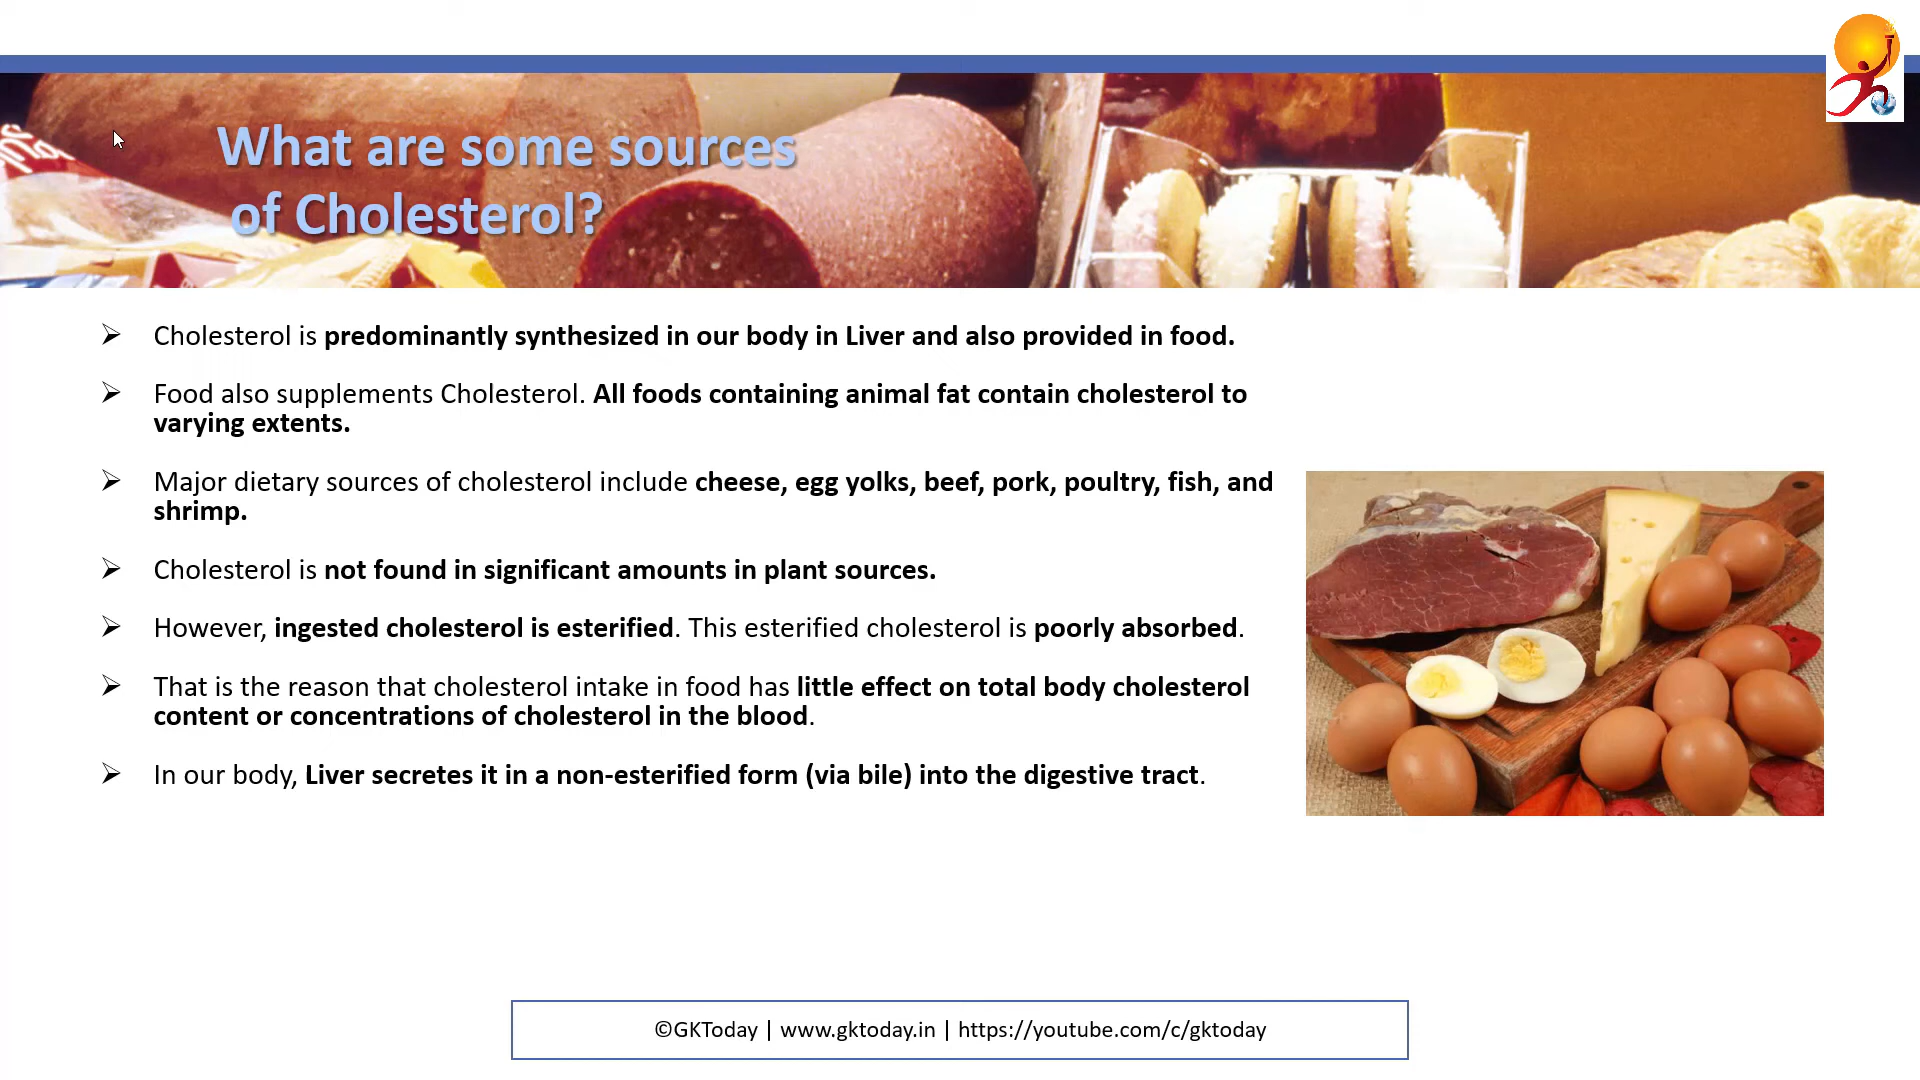 What are some sources
of Cholesterol?
➢ Cholesterol is predominantly synthesized in our body in Liver and also provided in food.
➢ Food also supplements Cholesterol. All foods containing animal fat contain cholesterol to
varying extents.
➢ Major dietary sources of cholesterol include cheese, egg yolks, beef, pork, poultry, fish, and
shrimp.
➢ Cholesterol is not found in significant amounts in plant sources.
➢ However, ingested cholesterol is esterified. This esterified cholesterol is poorly absorbed.
➢ That is the reason that cholesterol intake in food has little effect on total body cholesterol
content or concentrations of cholesterol in the blood.
➢ In our body, Liver secretes it in a non-esterified form (via bile) into the digestive tract.
©GKToday | www.gktoday.in | https://youtube.com/c/gktoday